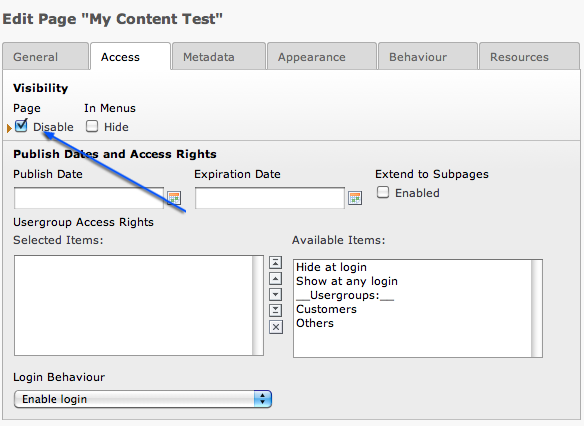 Edit Page "My Content Test"
General Access Metadata Appearance Behaviour Resources
Visibility
Page In Menus
Disable Hide
Publish Dates and Access Rights
Publish Date Expiration Date Extend to Subpages
Enabled
Usergroup Access Rights
Selected Items: Available Items:
Hide at login
Show at any login
__Usergroups:__
Customers
Others
Login Behaviour
Enable login